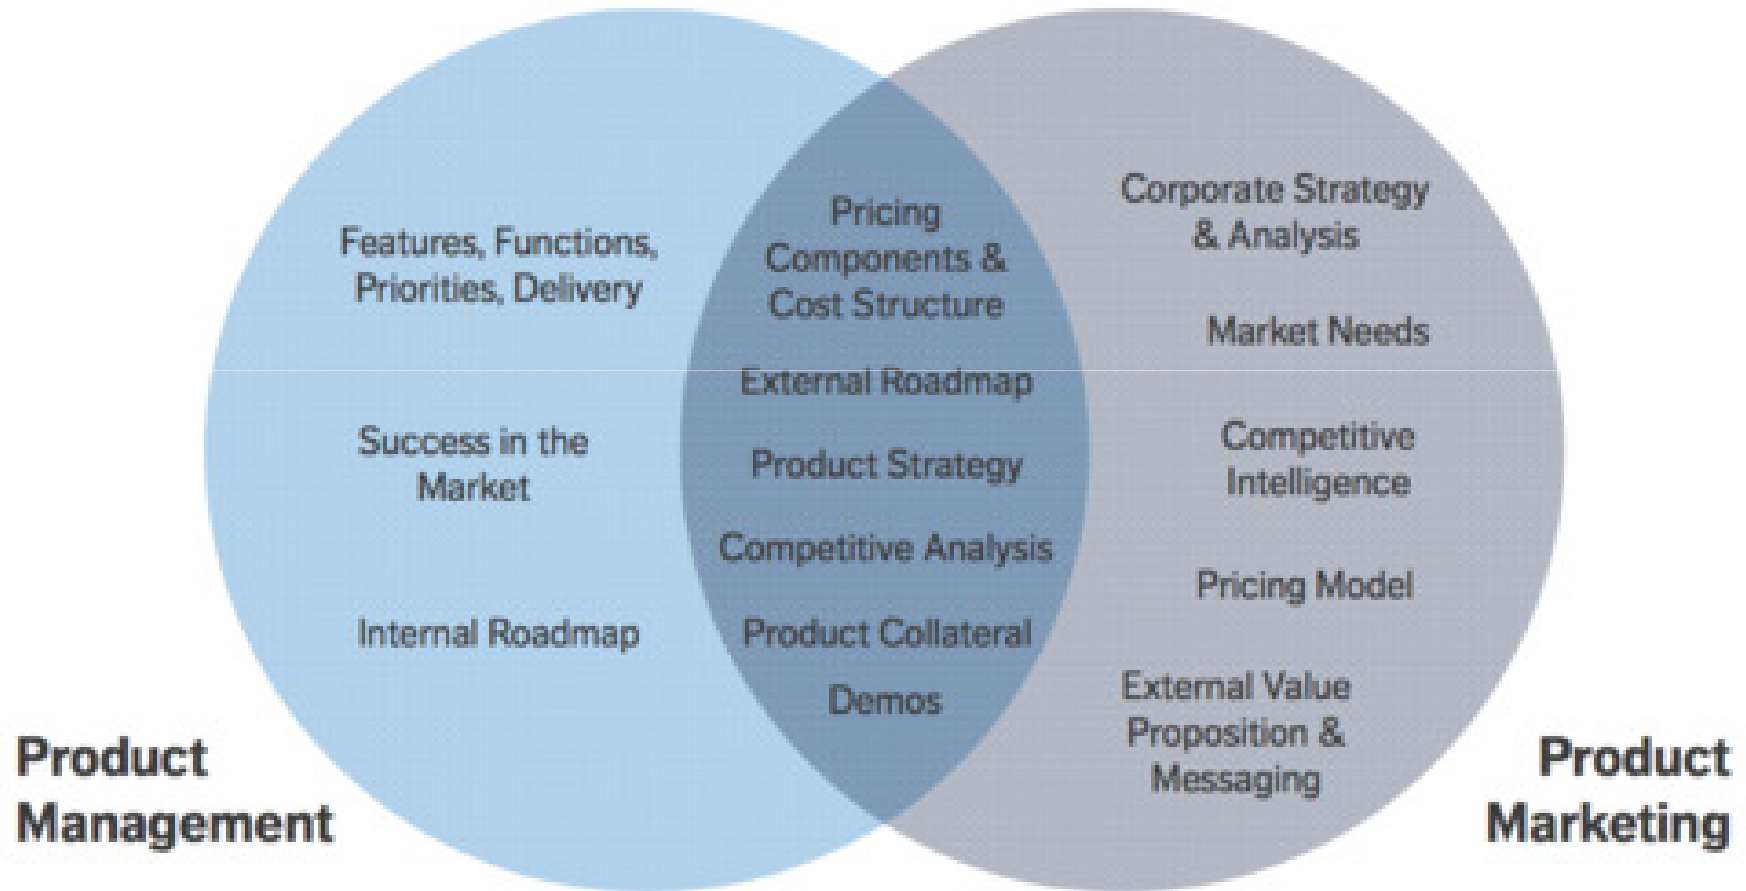 Features, Functions,
Priorities, Delivery
Success in the
Market
Internal Roadmap
Product
Management
Pricing
Components &
Cost Structure
External Roadmap
Product Strategy
Competitive Analysis
Product Collateral
Demos
Corporate Strategy
& Analysis
Market Needs
Competitive
Intelligence
Pricing Model
External Value
Proposition &
Messaging
Product
Marketing